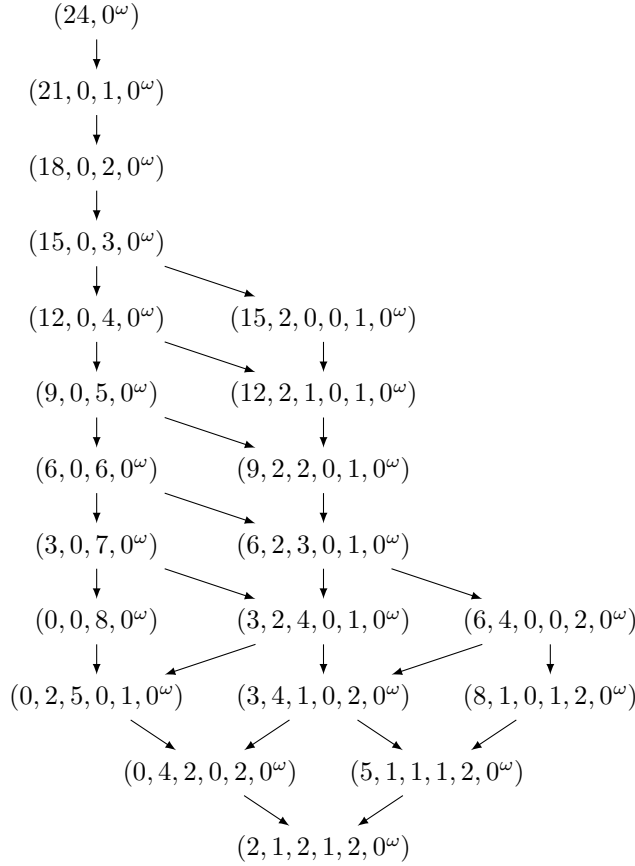 (24, 0^ω)
(21, 0, 1, 0^ω)
(18, 0, 2, 0^ω)
(15, 0, 3, 0^ω)
(12, 0, 4, 0^ω) (15, 2, 0, 0, 1, 0^ω)
(9, 0, 5, 0^ω) (12, 2, 1, 0, 1, 0^ω)
(6, 0, 6, 0^ω) (9, 2, 2, 0, 1, 0^ω)
(3, 0, 7, 0^ω) (6, 2, 3, 0, 1, 0^ω)
(0, 0, 8, 0^ω) (3, 2, 4, 0, 1, 0^ω) (6, 4, 0, 0, 2, 0^ω)
(0, 2, 5, 0, 1, 0^ω) (3, 4, 1, 0, 2, 0^ω) (8, 1, 0, 1, 2, 0^ω)
(0, 4, 2, 0, 2, 0^ω) (5, 1, 1, 1, 2, 0^ω)
(2, 1, 2, 1, 2, 0^ω)